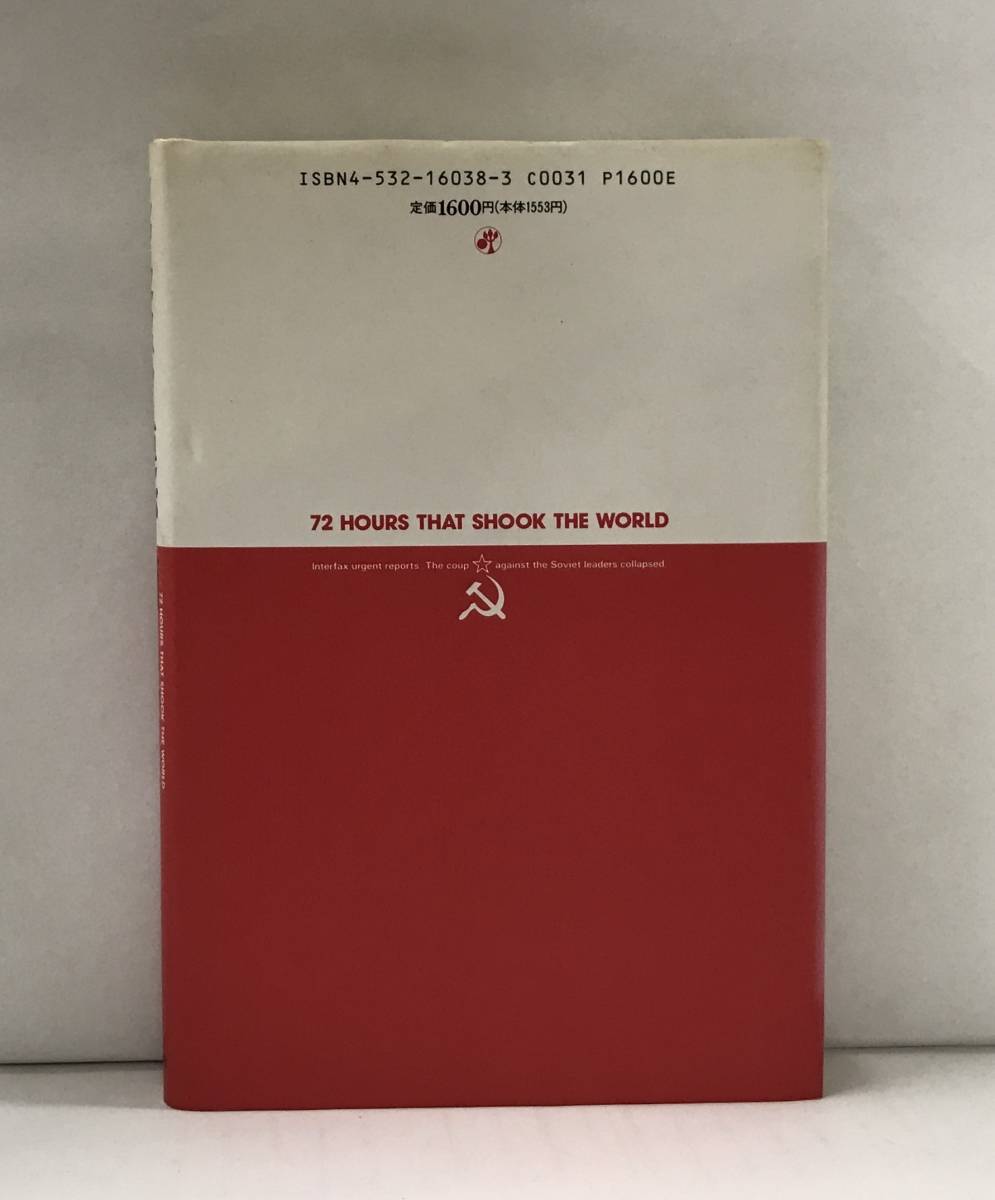 ISBN4-532-16038-3 C0031 P1600E
定価1600円(本体1553円)
72 HOURS THAT SHOOK THE WORLD
Interfax urgent reports. The coup against the Soviet leaders collapsed.
72 HOURS THAT SHOOK THE WORLD